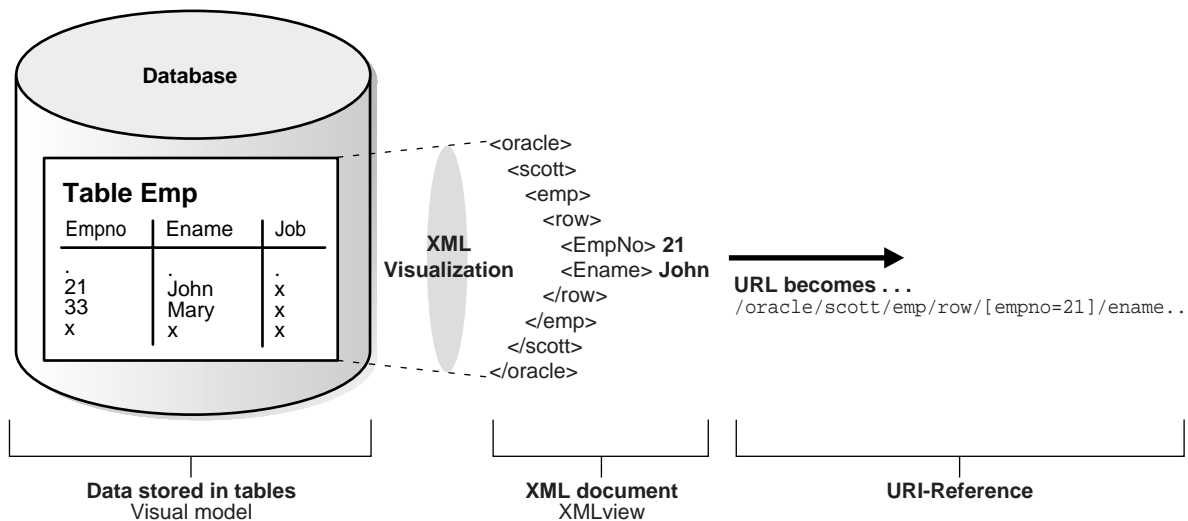 Database
Table Emp
Empno Ename Job
. . .
21 John x
33 Mary x
x x x
XML
Visualization
<oracle>
<scott>
<emp>
<row>
<EmpNo> 21
<Ename> John
</row>
</emp>
</scott>
</oracle>
URL becomes . . .
/oracle/scott/emp/row/[empno=21]/ename..
Data stored in tables
Visual model
XML document
XMLview
URI-Reference